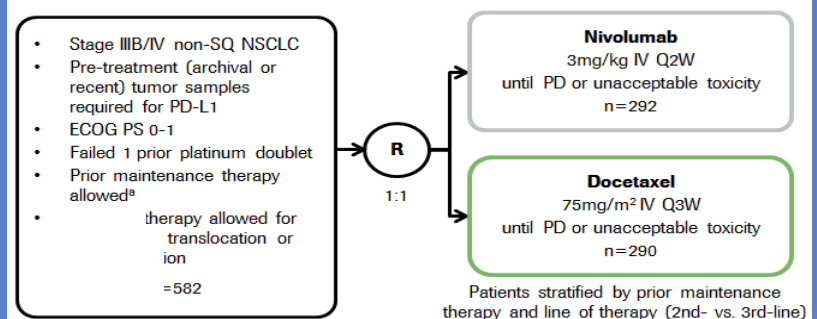 • Stage IIIB/IV non-SQ NSCLC
• Pre-treatment (archival or
recent) tumor samples
required for PD-L1
• ECOG PS 0-1
• Failed 1 prior platinum doublet
• Prior maintenance therapy
allowedᵃ
• therapy allowed for
translocation or
ion
=582
R
1:1
Nivolumab
3mg/kg IV Q2W
until PD or unacceptable toxicity
n=292
Docetaxel
75mg/m² IV Q3W
until PD or unacceptable toxicity
n=290
Patients stratified by prior maintenance
therapy and line of therapy (2nd- vs. 3rd-line)